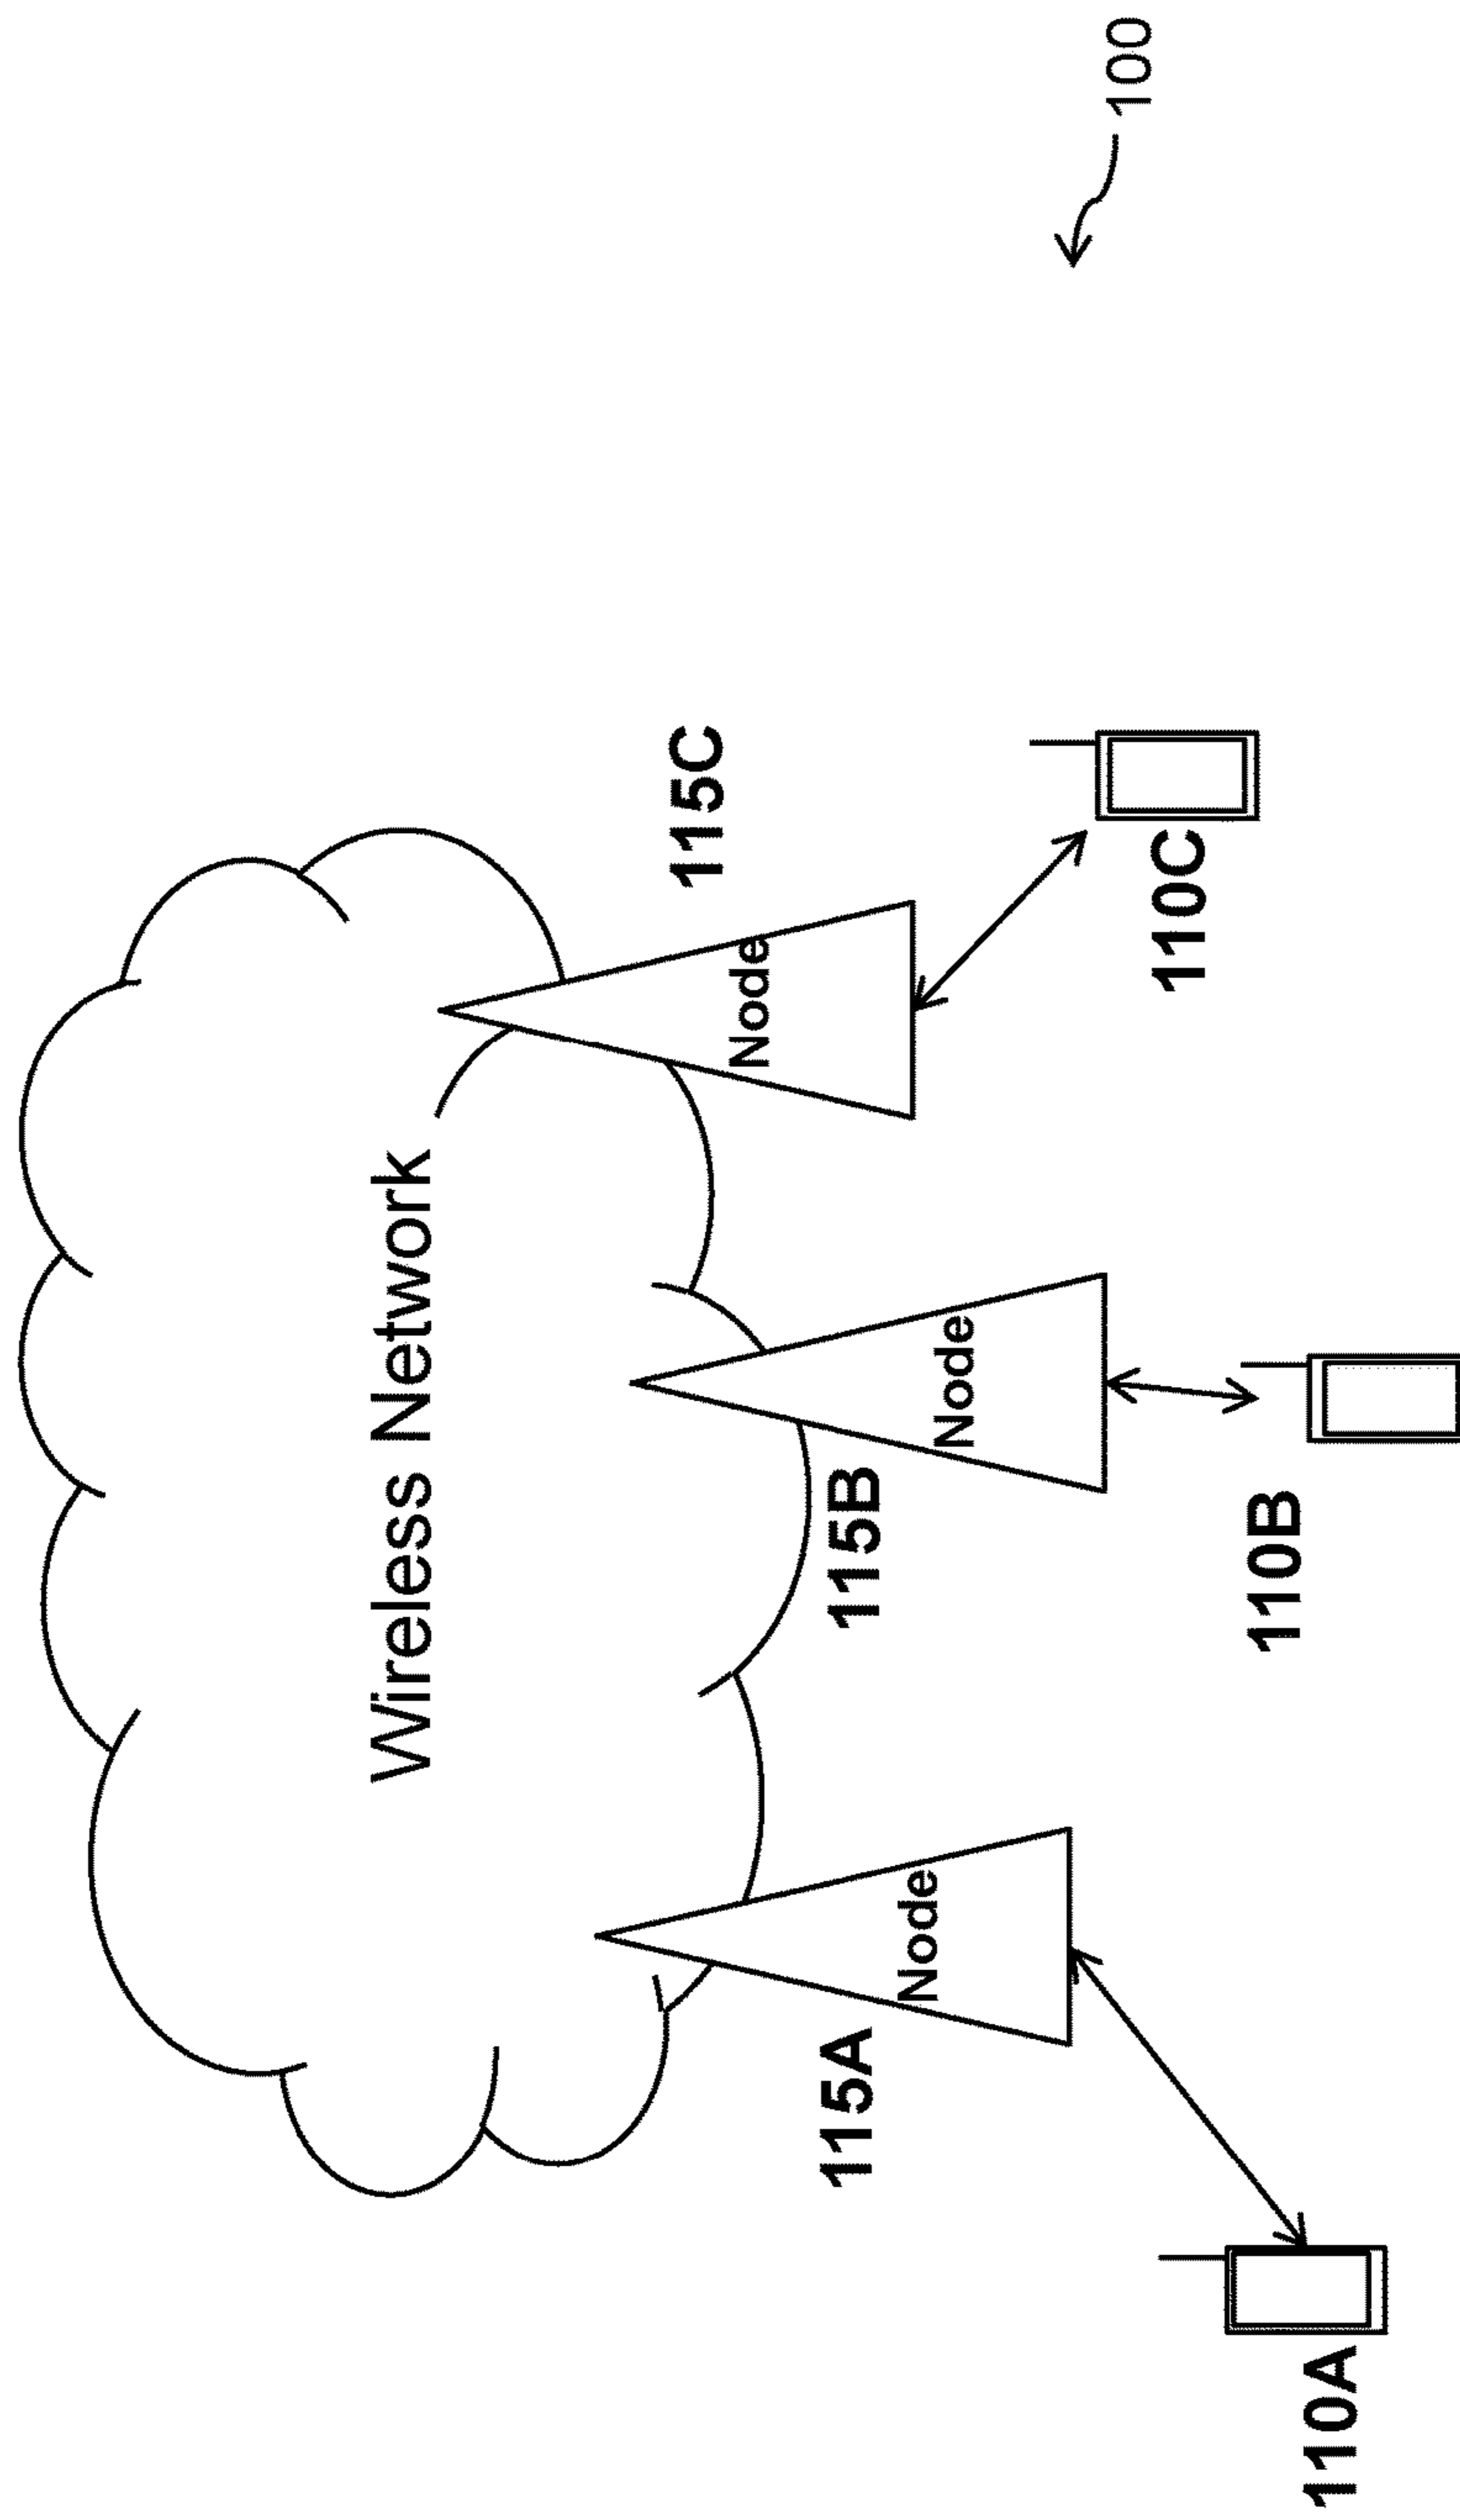 Wireless Network
115A
Node
115B
Node
115C
Node
110A
110B
110C
100